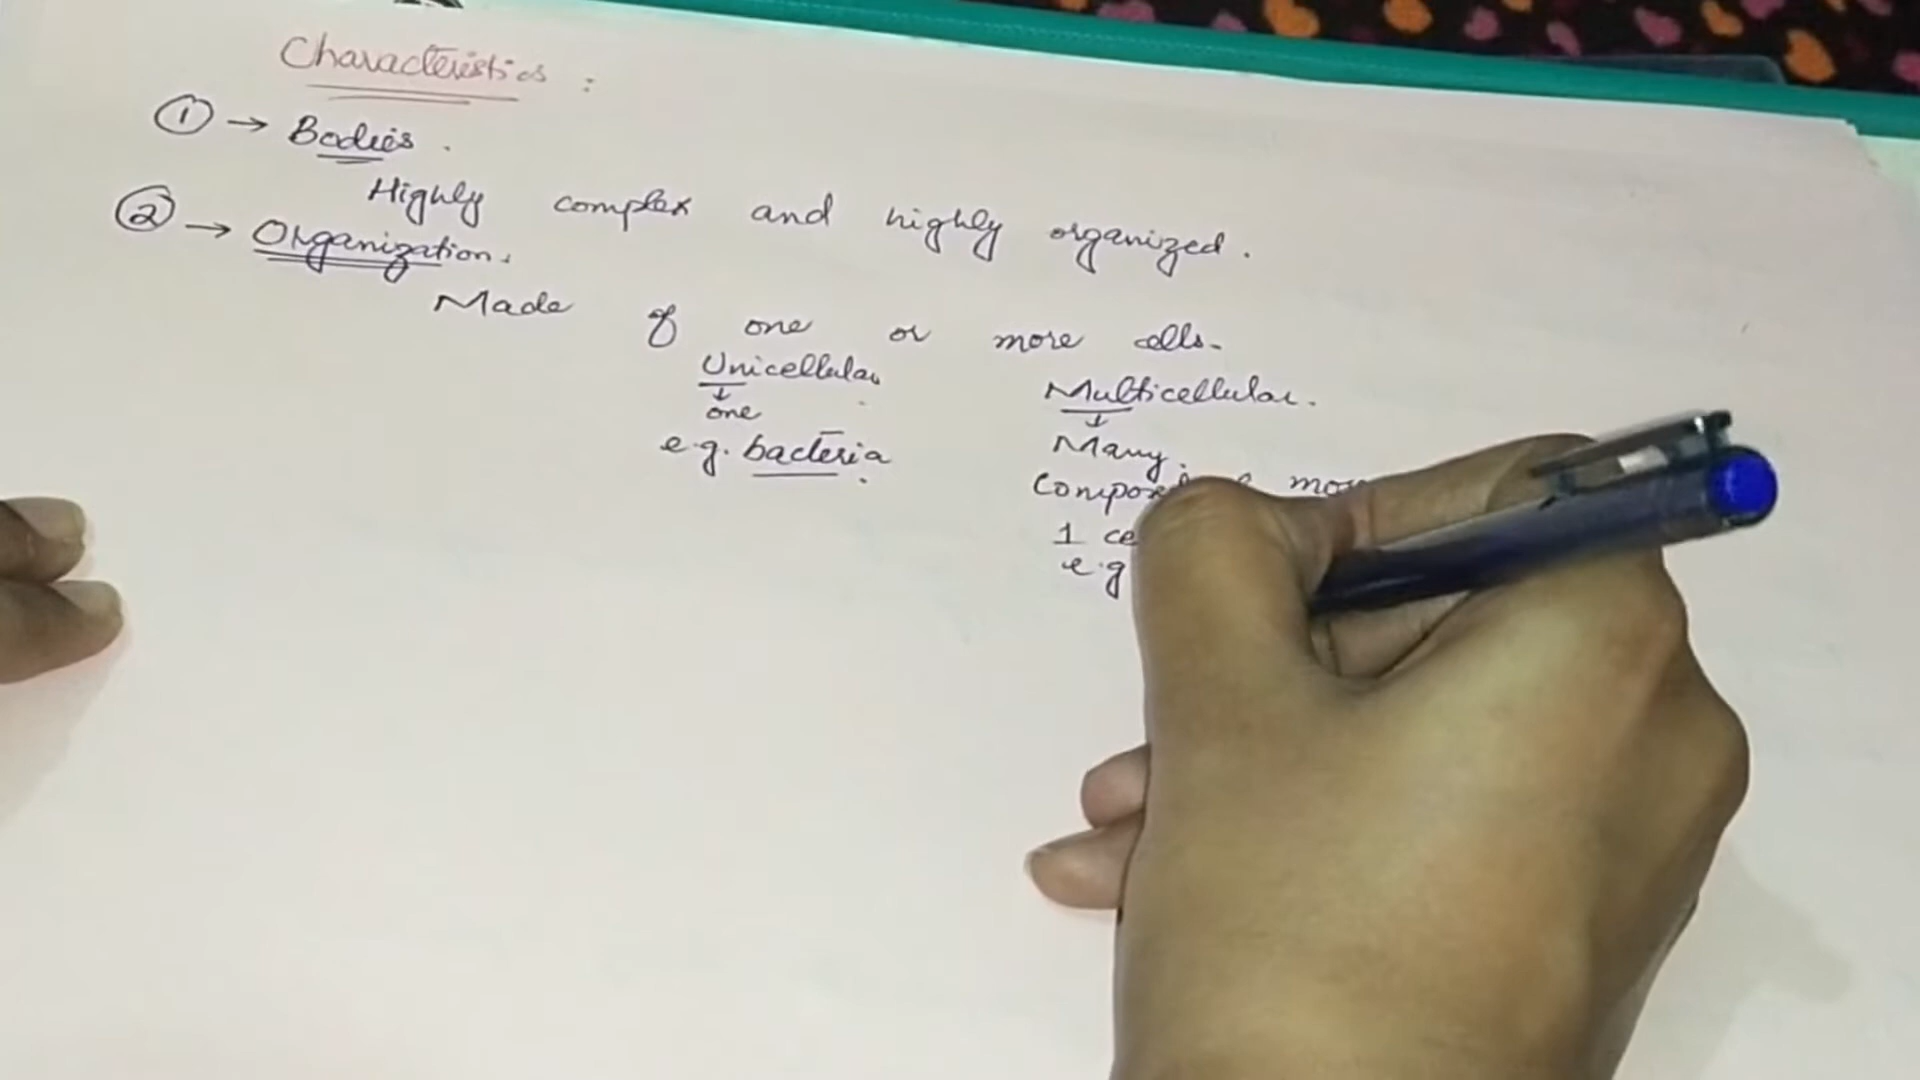 Characteristics :
① → Bodies.
Highly complex and highly organized.
② → Organization.
Made of one or more cells.
Unicellular Multicellular.
↓ ↓
one Many.
e.g. bacteria
1
e.g